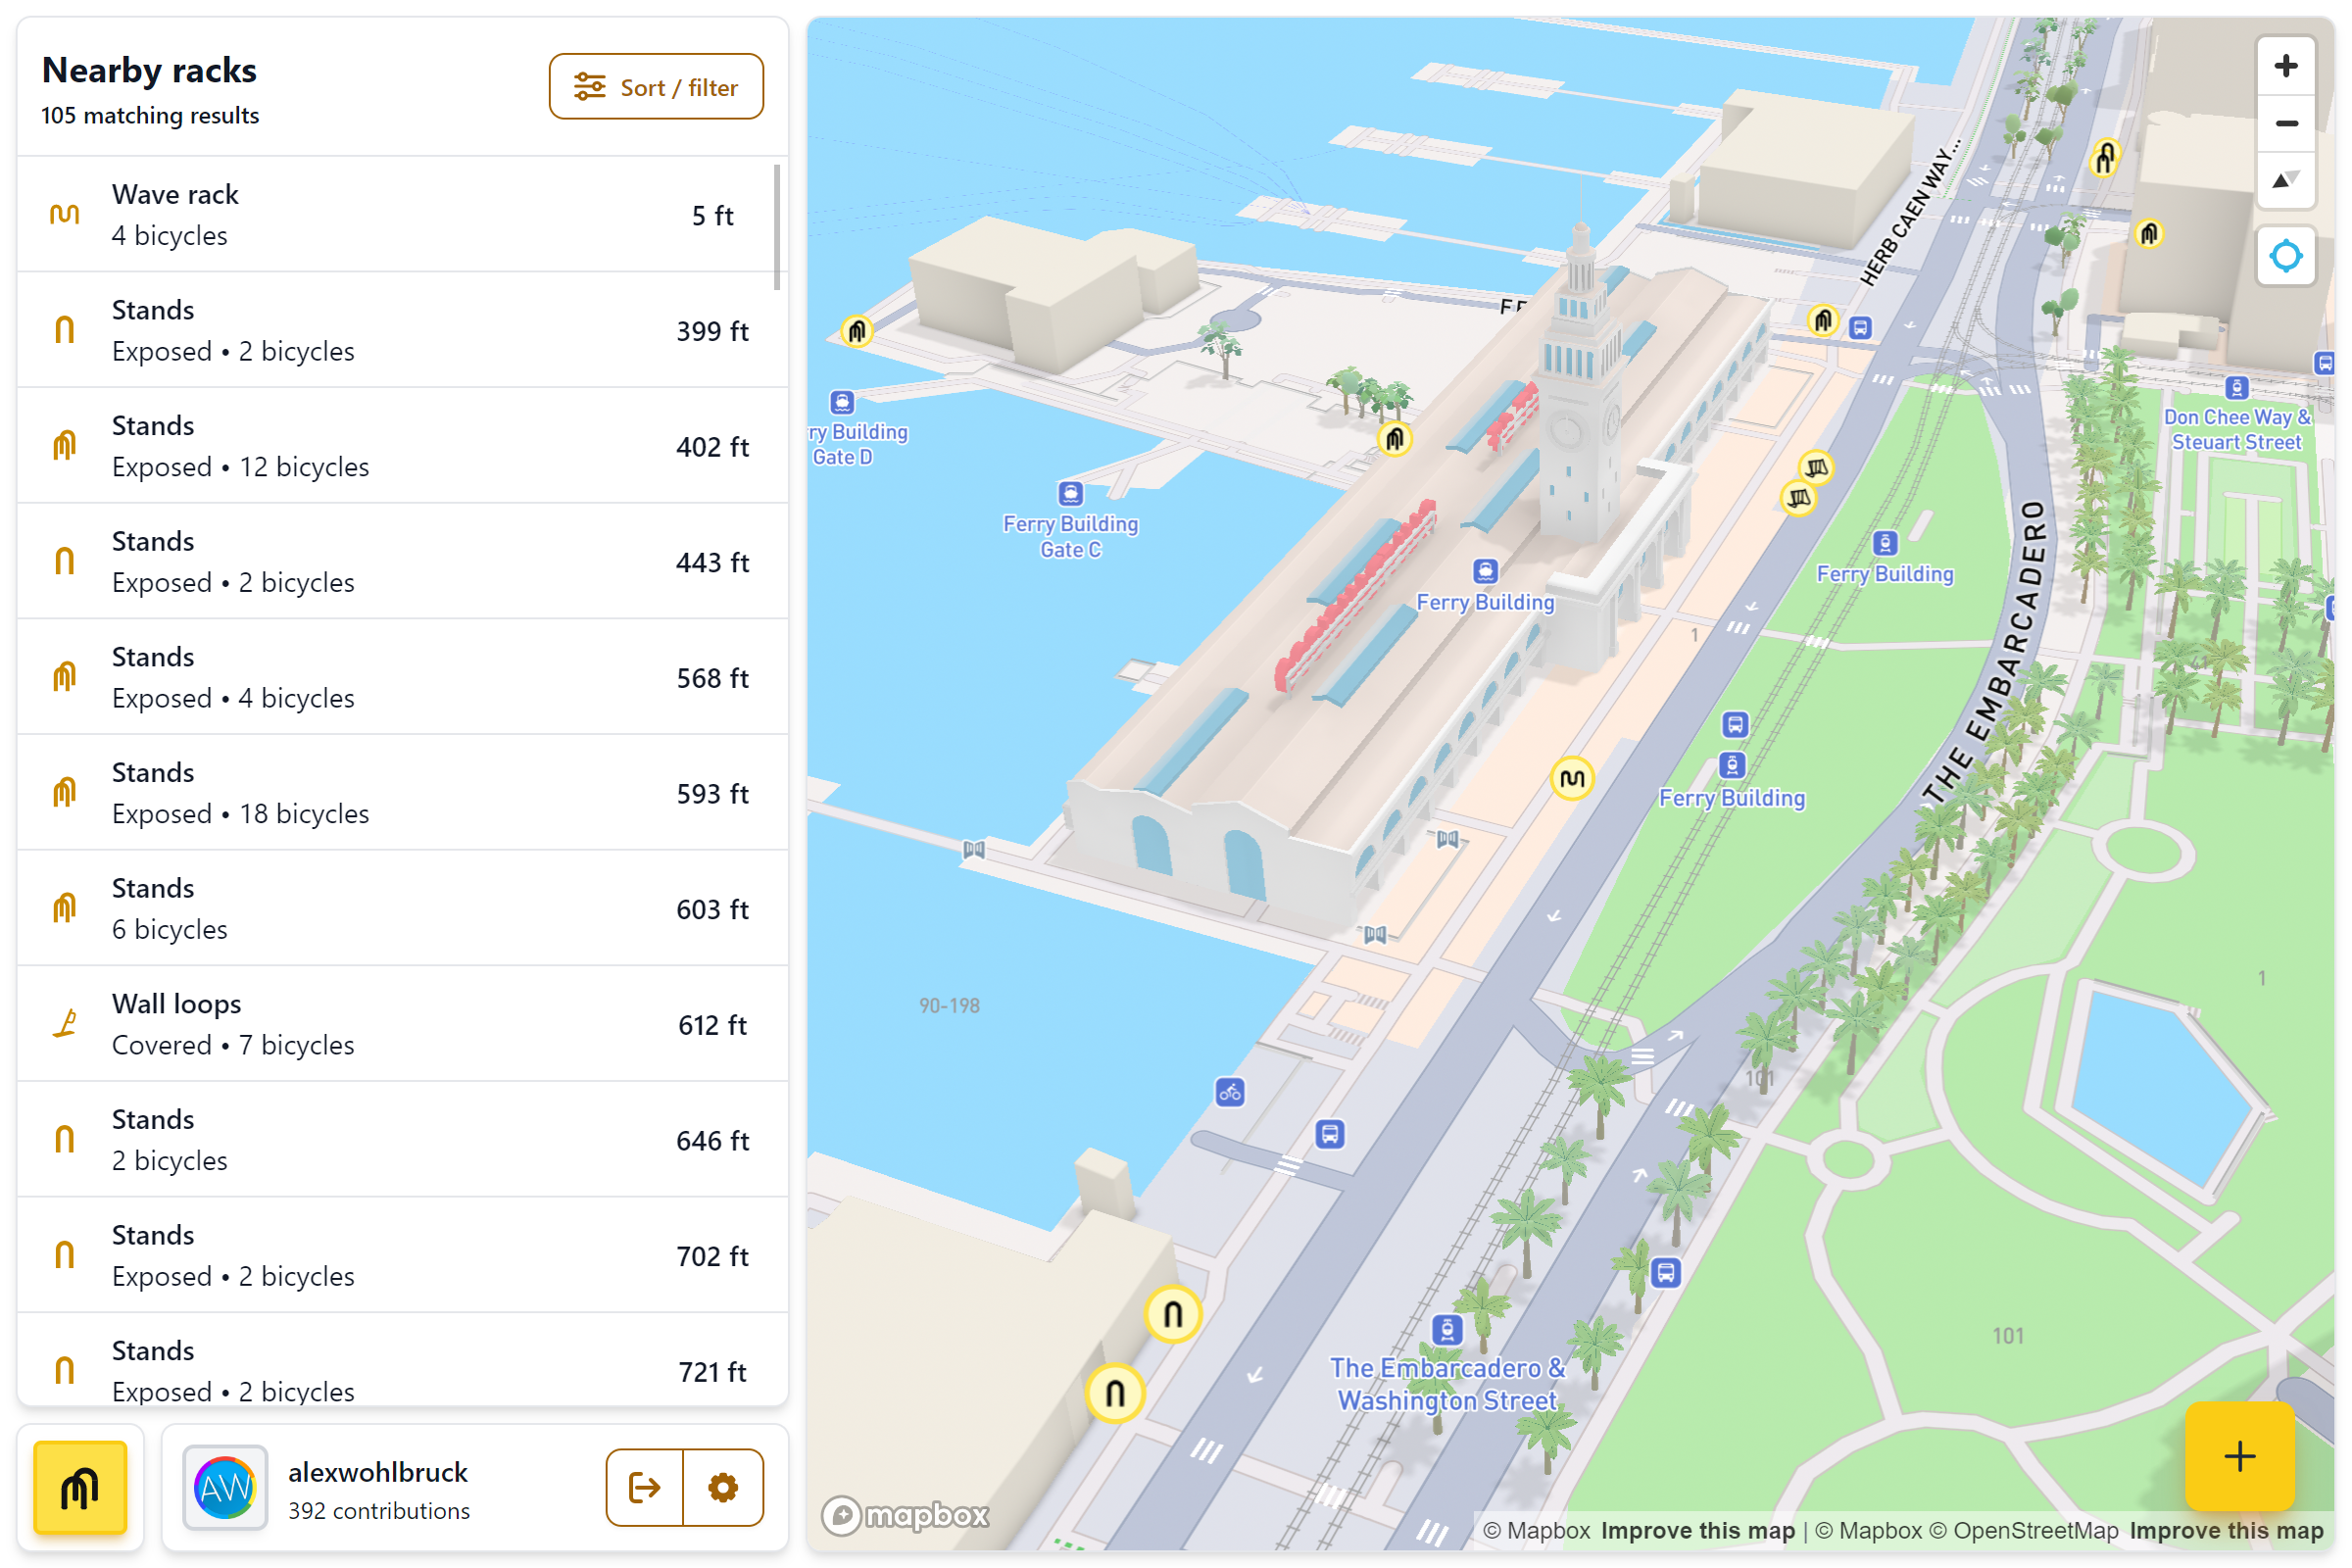 Nearby racks
105 matching results
Sort / filter
Wave rack
4 bicycles
5 ft
Stands
Exposed • 2 bicycles
399 ft
Stands
Exposed • 12 bicycles
402 ft
Stands
Exposed • 2 bicycles
443 ft
Stands
Exposed • 4 bicycles
568 ft
Stands
Exposed • 18 bicycles
593 ft
Stands
6 bicycles
603 ft
Wall loops
Covered • 7 bicycles
612 ft
Stands
2 bicycles
646 ft
Stands
Exposed • 2 bicycles
702 ft
Stands
Exposed • 2 bicycles
721 ft
AW
alexwohlbruck
392 contributions
HERB CAEN WAY...
ry Building
Gate D
Ferry Building
Gate C
Ferry Building
Don Chee Way &
Steuart Street
Ferry Building
1
THE EMBARCADERO
Ferry Building
90-198
1
101
101
The Embarcadero &
Washington Street
mapbox
© Mapbox Improve this map | © Mapbox © OpenStreetMap Improve this map